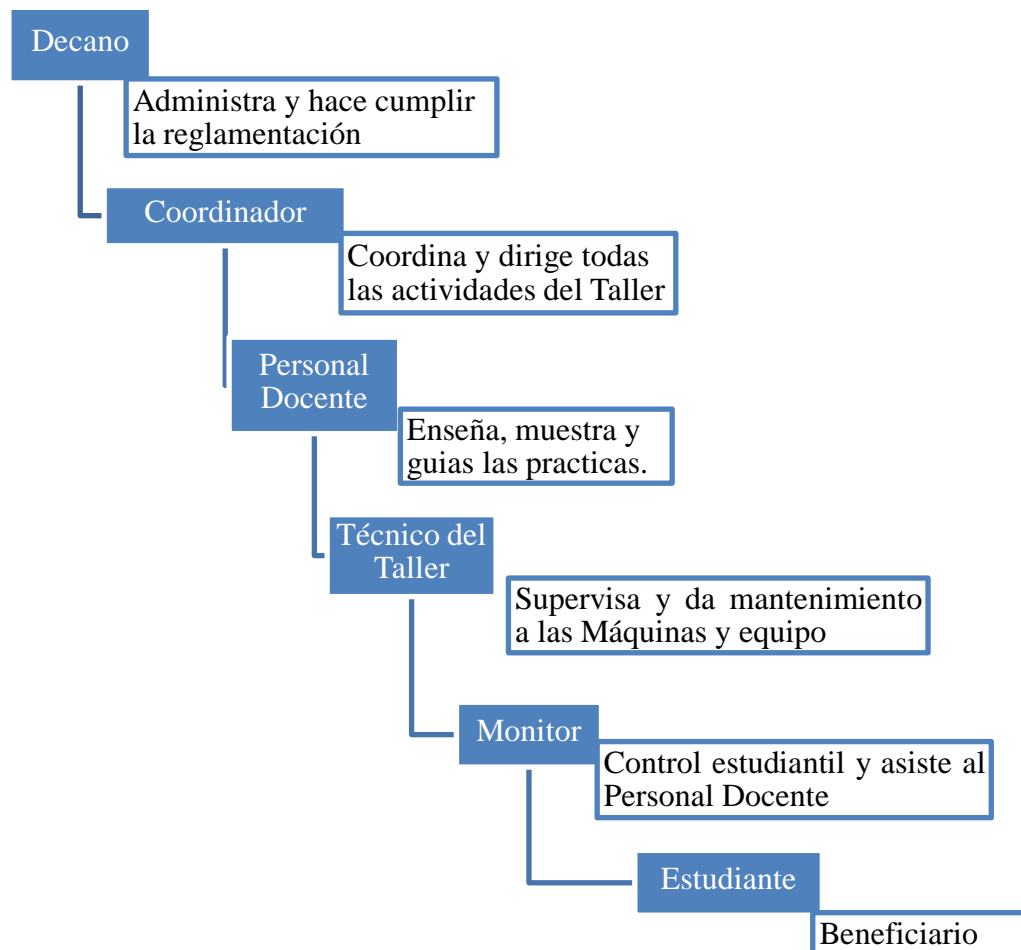 Decano
Administra y hace cumplir
la reglamentación
Coordinador
Coordina y dirige todas
las actividades del Taller
Personal
Docente
Enseña, muestra y
guias las practicas.
Técnico del
Taller
Supervisa y da mantenimiento
a las Máquinas y equipo
Monitor
Control estudiantil y asiste al
Personal Docente
Estudiante
Beneficiario